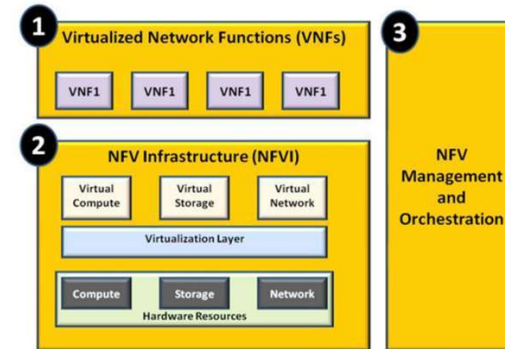 1
Virtualized Network Functions (VNFs)
VNF1 VNF1 VNF1 VNF1
2
NFV Infrastructure (NFVI)
Virtual
Compute
Virtual
Storage
Virtual
Network
Virtualization Layer
Compute Storage Network
Hardware Resources
3
NFV
Management
and
Orchestration